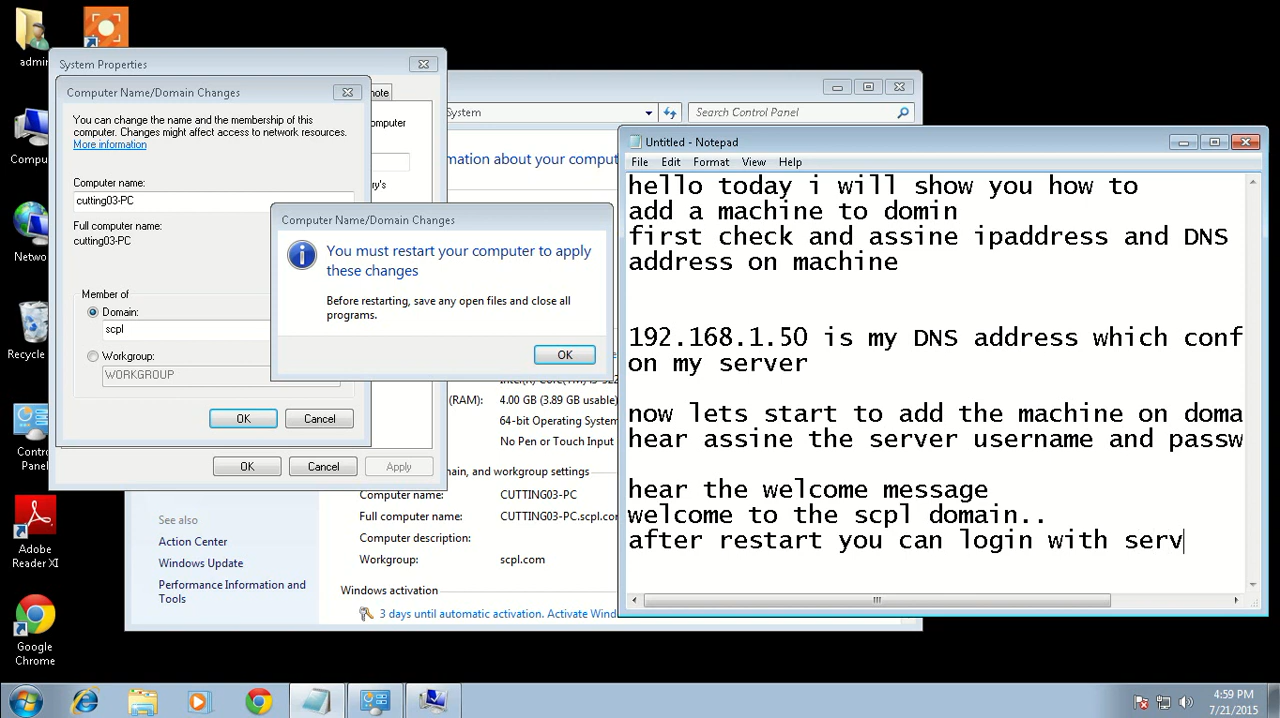 admin
Compu
Netwo
Recycle
Contr
Panel
Adobe
Reader XI
Google
Chrome
System Properties
note
computer
ry's
OK
Cancel
Apply
Computer Name/Domain Changes
You can change the name and the membership of this
computer. Changes might affect access to network resources.
More information
Computer name:
cutting03-PC
Full computer name:
cutting03-PC
Member of
Domain:
scpl
Workgroup:
WORKGROUP
OK
Cancel
Computer Name/Domain Changes
You must restart your computer to apply
these changes
Before restarting, save any open files and close all
programs.
OK
System
Search Control Panel
mation about your comput
(RAM):
4.00 GB (3.89 GB usable)
64-bit Operating System
No Pen or Touch Input
main, and workgroup settings
Computer name:
CUTTING03-PC
Full computer name:
CUTTING03-PC.scpl.co
Computer description:
Workgroup:
scpl.com
Windows activation
3 days until automatic activation. Activate Wind
See also
Action Center
Windows Update
Performance Information and
Tools
Untitled - Notepad
File Edit Format View Help
hello today i will show you how to
add a machine to domin
first check and assine ipaddress and DNS
address on machine
192.168.1.50 is my DNS address which conf
on my server
now lets start to add the machine on doma
hear assine the server username and passw
hear the welcome message
welcome to the scpl domain..
after restart you can login with serv
4:59 PM
7/21/2015